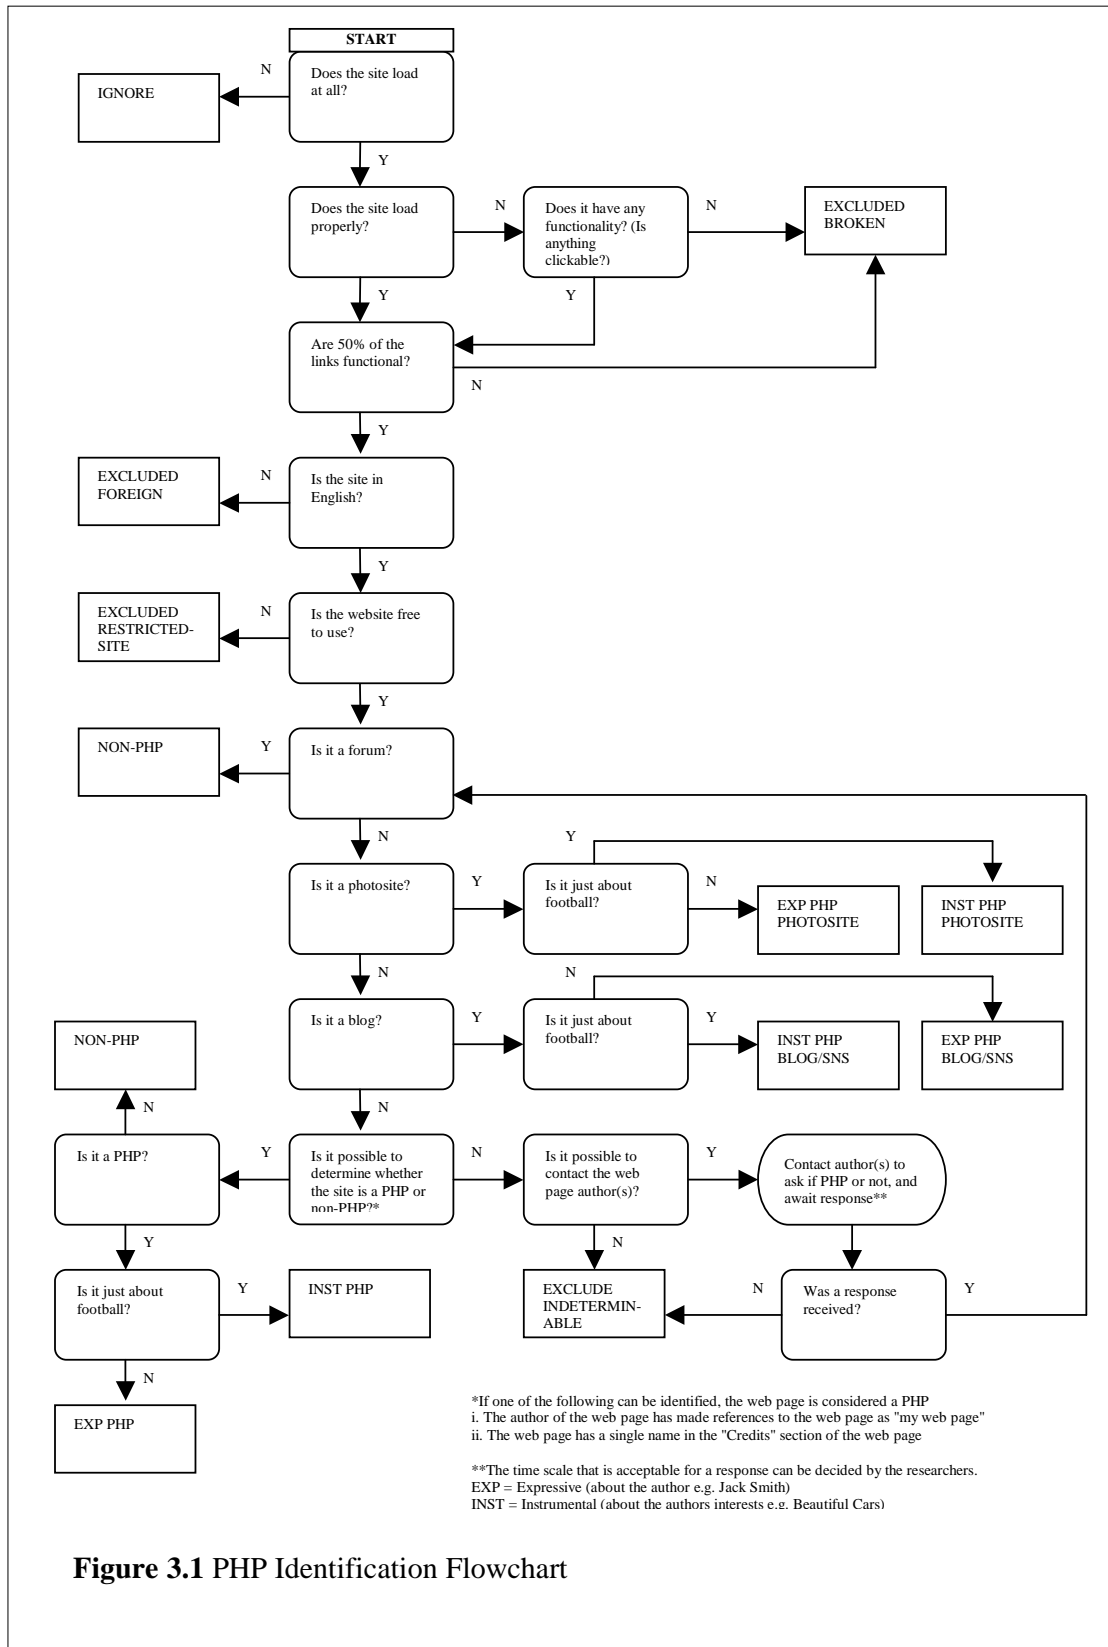 START
Does the site load
at all?
N
IGNORE
Y
Does the site load
properly?
N
Does it have any
functionality? (Is
anything
clickable?)
N
EXCLUDED
BROKEN
Y
Y
Are 50% of the
links functional?
N
Y
Is the site in
English?
N
EXCLUDED
FOREIGN
Y
Is the website free
to use?
N
EXCLUDED
RESTRICTED-
SITE
Y
Is it a forum?
Y
NON-PHP
N
Is it a photosite?
Y
Is it just about
football?
Y
N
EXP PHP
PHOTOSITE
INST PHP
PHOTOSITE
N
Is it a blog?
Y
Is it just about
football?
N
Y
INST PHP
BLOG/SNS
EXP PHP
BLOG/SNS
NON-PHP
N
N
Is it a PHP?
Y
Is it possible to
determine whether
the site is a PHP or
non-PHP?*
N
Is it possible to
contact the web
page author(s)?
Y
Contact author(s) to
ask if PHP or not, and
await response**
Y
N
Is it just about
football?
Y
INST PHP
EXCLUDE
INDETERMIN-
ABLE
N
Was a response
received?
Y
N
EXP PHP
*If one of the following can be identified, the web page is considered a PHP
i. The author of the web page has made references to the web page as "my web page"
ii. The web page has a single name in the "Credits" section of the web page
**The time scale that is acceptable for a response can be decided by the researchers.
EXP = Expressive (about the author e.g. Jack Smith)
INST = Instrumental (about the authors interests e.g. Beautiful Cars)
Figure 3.1 PHP Identification Flowchart